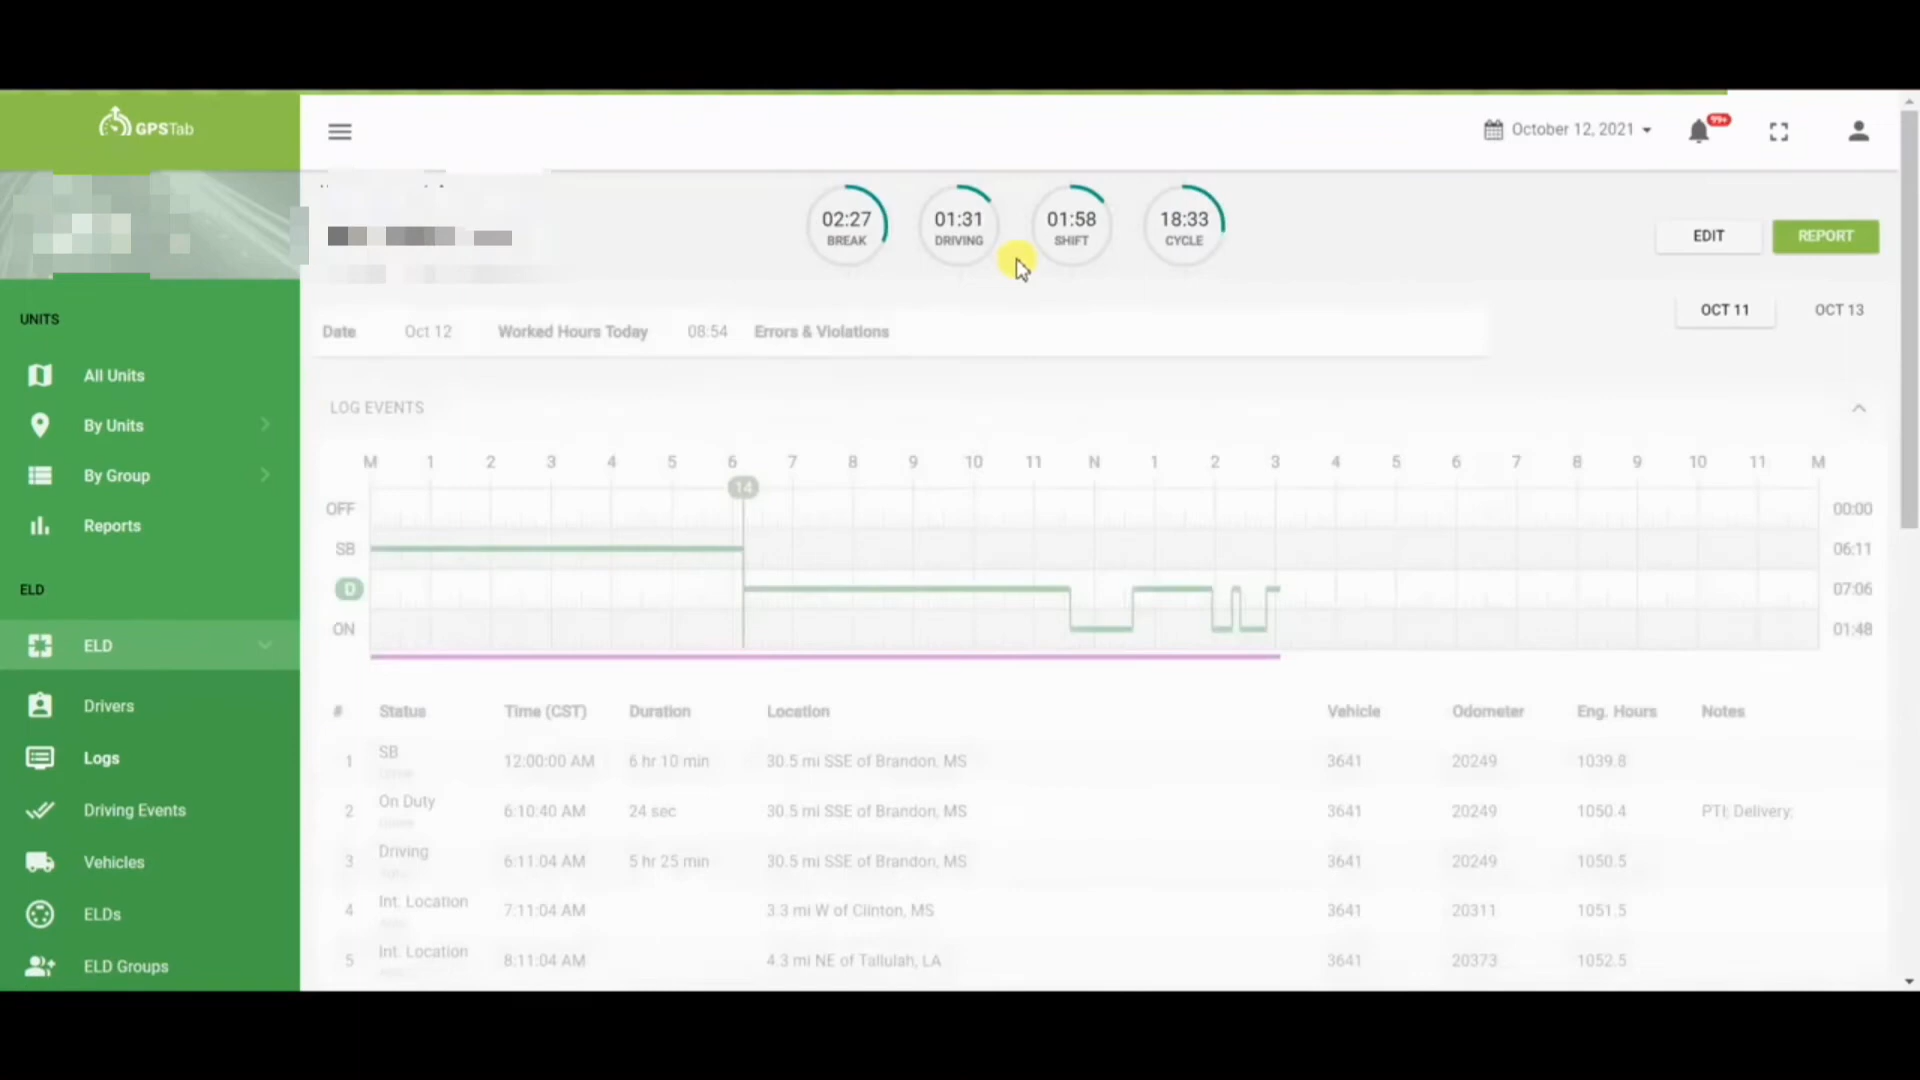 GPSTab
October 12, 2021
99+
02:27 01:31 01:58 18:33
BREAK DRIVING SHIFT CYCLE
EDIT REPORT
OCT 11 OCT 13
Date Oct 12 Worked Hours Today 08:54 Errors & Violations
LOG EVENTS
M 1 2 3 4 5 6 7 8 9 10 11 N 1 2 3 4 5 6 7 8 9 10 11 M
14
OFF 00:00
SB 06:11
D 07:06
ON 01:48
# Status Time (CST) Duration Location Vehicle Odometer Eng. Hours Notes
1 SB 12:00:00 AM 6 hr 10 min 30.5 mi SSE of Brandon, MS 3641 20249 1039.8
2 On Duty 6:10:40 AM 24 sec 30.5 mi SSE of Brandon, MS 3641 20249 1050.4 PTI; Delivery;
3 Driving 6:11:04 AM 5 hr 25 min 30.5 mi SSE of Brandon, MS 3641 20249 1050.5
4 Int. Location 7:11:04 AM 3.3 mi W of Clinton, MS 3641 20311 1051.5
5 Int. Location 8:11:04 AM 4.3 mi NE of Tallulah, LA 3641 20373 1052.5
UNITS
All Units
By Units
By Group
Reports
ELD
ELD
Drivers
Logs
Driving Events
Vehicles
ELDs
ELD Groups